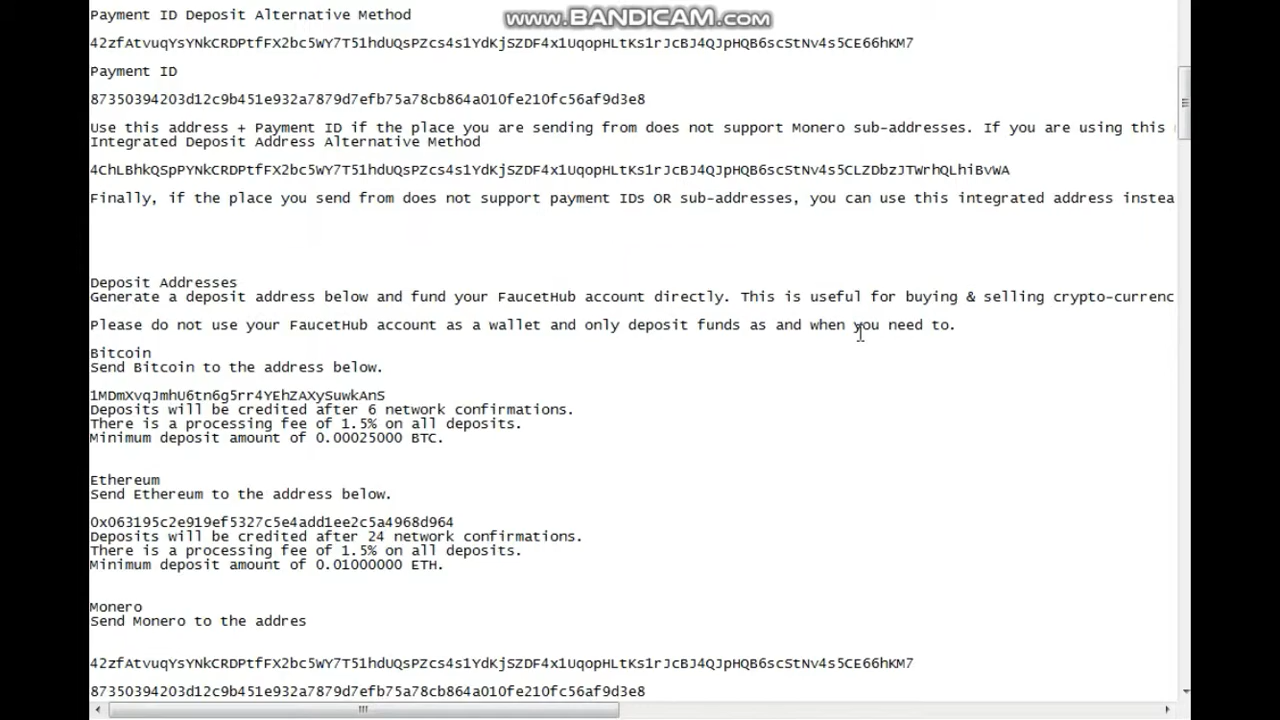 www.BANDICAM.com
Payment ID Deposit Alternative Method
42zfAtvuqYsYNkCRDPtfFX2bc5WY7T51hdUQsPZcs4s1YdKjSZDF4x1UqopHLtKs1rJcBJ4QJpHQB6scStNv4s5CE66hKM7
Payment ID
87350394203d12c9b451e932a7879d7efb75a78cb864a010fe210fc56af9d3e8
Use this address + Payment ID if the place you are sending from does not support Monero sub-addresses. If you are using this
Integrated Deposit Address Alternative Method
4ChLBhkQSpPYNkCRDPtfFX2bc5WY7T51hdUQsPZcs4s1YdKjSZDF4x1UqopHLtKs1rJcBJ4QJpHQB6scStNv4s5CLZDbzJTWrhQLhiBvWA
Finally, if the place you send from does not support payment IDs OR sub-addresses, you can use this integrated address instea
Deposit Addresses
Generate a deposit address below and fund your FaucetHub account directly. This is useful for buying & selling crypto-currenc
Please do not use your FaucetHub account as a wallet and only deposit funds as and when you need to.
Bitcoin
Send Bitcoin to the address below.
1MDmXvqJmhU6tn6g5rr4YEhZAXySuwkAnS
Deposits will be credited after 6 network confirmations.
There is a processing fee of 1.5% on all deposits.
Minimum deposit amount of 0.00025000 BTC.
Ethereum
Send Ethereum to the address below.
0x063195c2e919ef5327c5e4add1ee2c5a4968d964
Deposits will be credited after 24 network confirmations.
There is a processing fee of 1.5% on all deposits.
Minimum deposit amount of 0.01000000 ETH.
Monero
Send Monero to the addres
42zfAtvuqYsYNkCRDPtfFX2bc5WY7T51hdUQsPZcs4s1YdKjSZDF4x1UqopHLtKs1rJcBJ4QJpHQB6scStNv4s5CE66hKM7
87350394203d12c9b451e932a7879d7efb75a78cb864a010fe210fc56af9d3e8